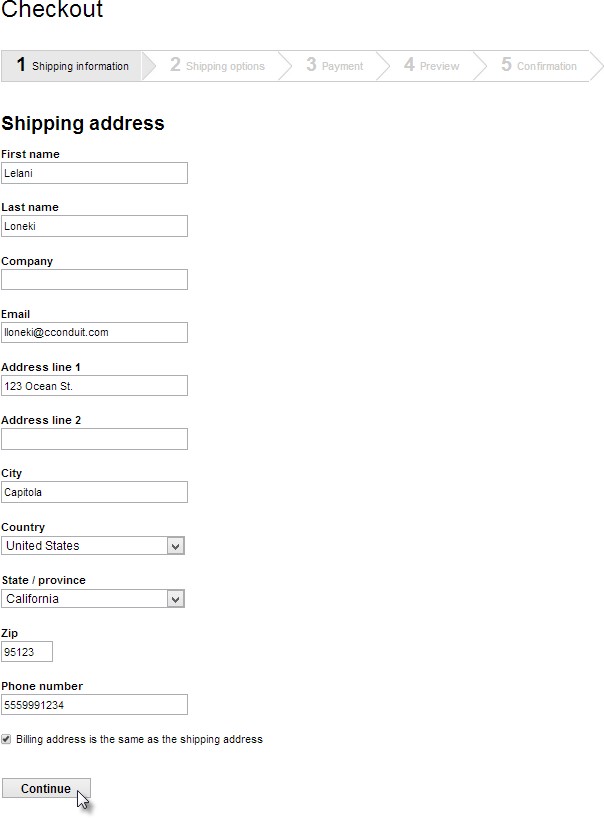 Checkout
1 Shipping information 2 Shipping options 3 Payment 4 Preview 5 Confirmation
Shipping address
First name
Lelani
Last name
Loneki
Company
Email
lloneki@cconduit.com
Address line 1
123 Ocean St.
Address line 2
City
Capitola
Country
United States
State / province
California
Zip
95123
Phone number
5559991234
Billing address is the same as the shipping address
Continue